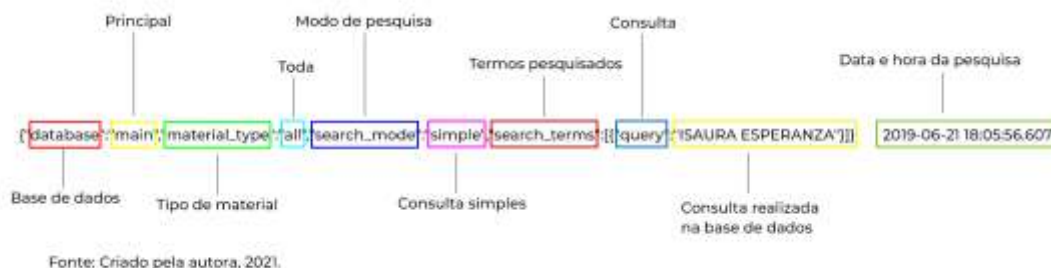 Principal
Modo de pesquisa
Consulta
Toda
Termos pesquisados
Data e hora da pesquisa
{"database":"main","material_type":"all","search_mode":"simple","search_terms":[{"query":"ISAURA ESPERANZA"}]} 2019-06-21 18:05:56.607
Base de dados
Tipo de material
Consulta simples
Consulta realizada
na base de dados
Fonte: Criado pela autora, 2021.